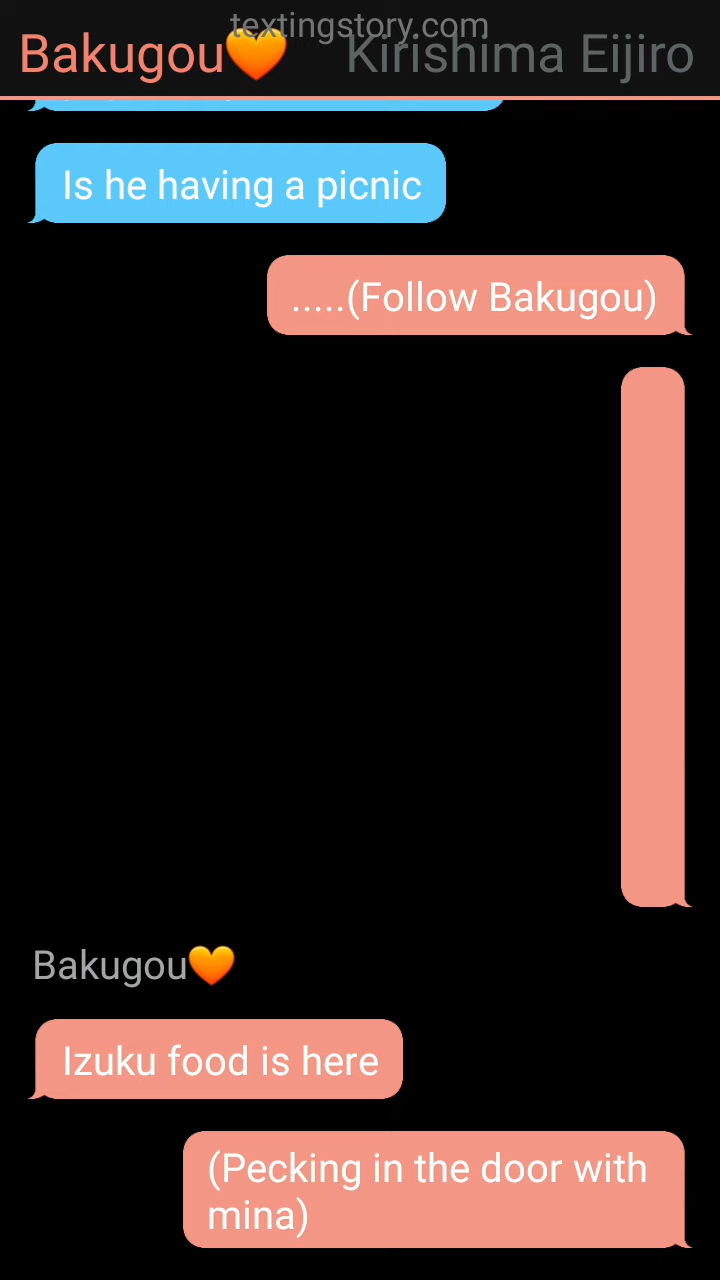 textingstory.com
Bakugou🧡 Kirishima Eijiro
Is he having a picnic
.....(Follow Bakugou)
Bakugou🧡
Izuku food is here
(Pecking in the door with
mina)